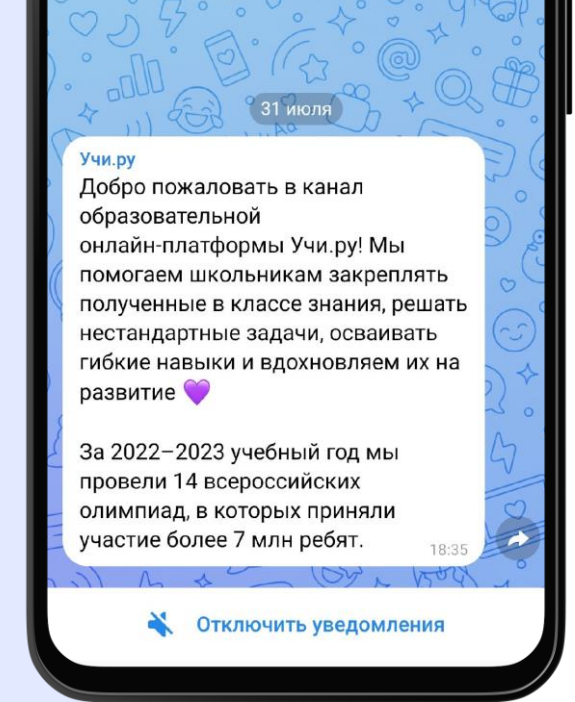 31 июля
Учи.ру
Добро пожаловать в канал
образовательной
онлайн-платформы Учи.ру! Мы
помогаем школьникам закреплять
полученные в классе знания, решать
нестандартные задачи, осваивать
гибкие навыки и вдохновляем их на
развитие 💜
За 2022–2023 учебный год мы
провели 14 всероссийских
олимпиад, в которых приняли
участие более 7 млн ребят.
18:35
Отключить уведомления